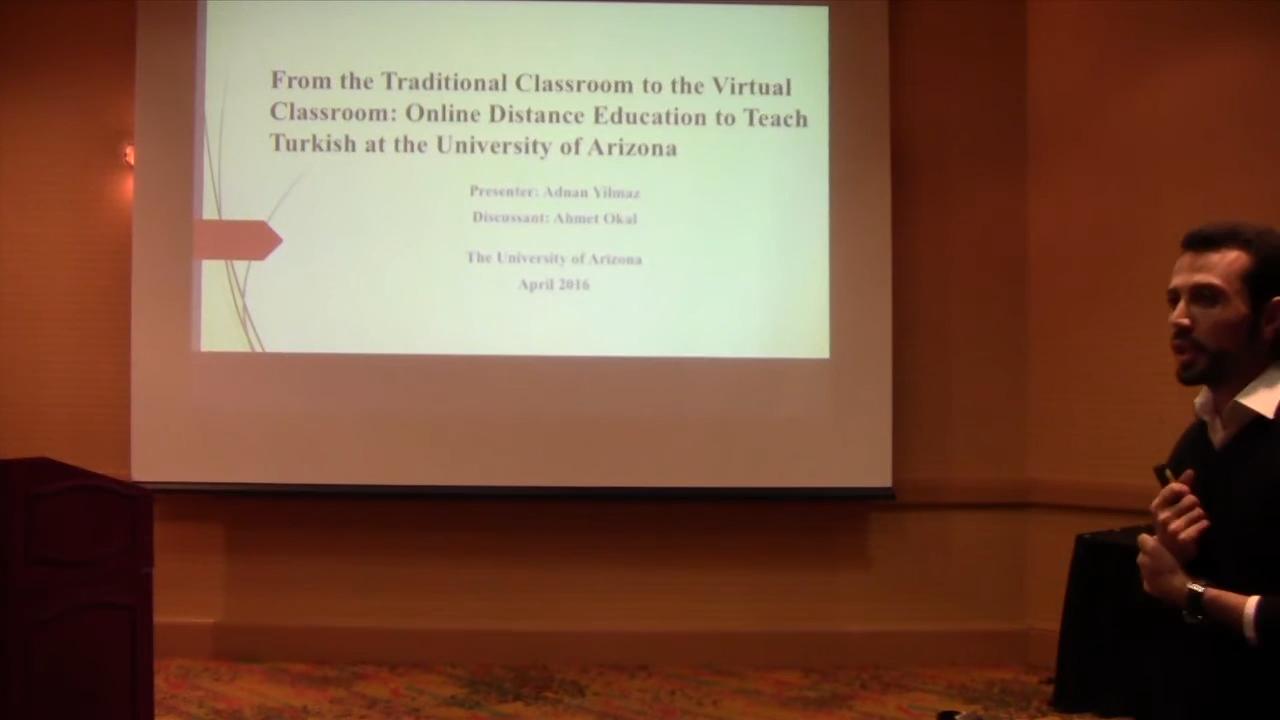 From the Traditional Classroom to the Virtual
Classroom: Online Distance Education to Teach
Turkish at the University of Arizona
Presenter: Adnan Yilmaz
Discussant: Ahmet Okal
The University of Arizona
April 2016